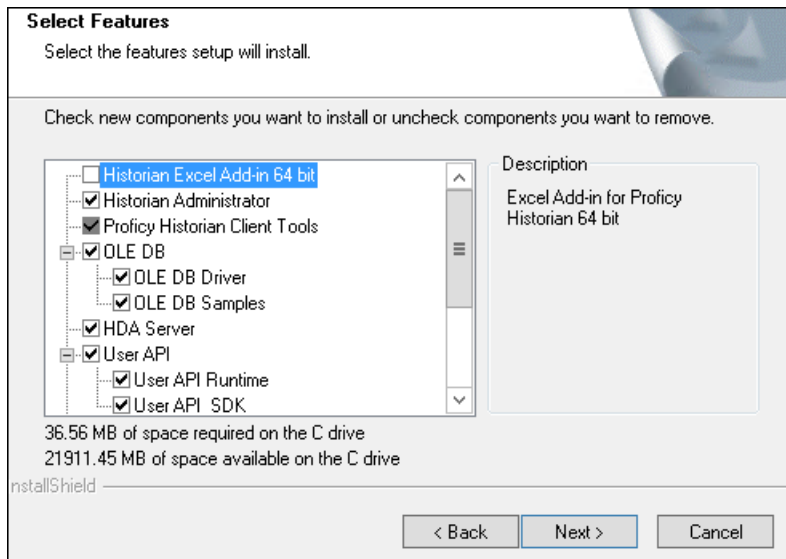 Select Features
Select the features setup will install.
Check new components you want to install or uncheck components you want to remove.
Historian Excel Add-in 64 bit
Historian Administrator
Proficy Historian Client Tools
OLE DB
OLE DB Driver
OLE DB Samples
HDA Server
User API
User API Runtime
User API SDK
Description
Excel Add-in for Proficy
Historian 64 bit
36.56 MB of space required on the C drive
21911.45 MB of space available on the C drive
nstallShield
< Back
Next >
Cancel